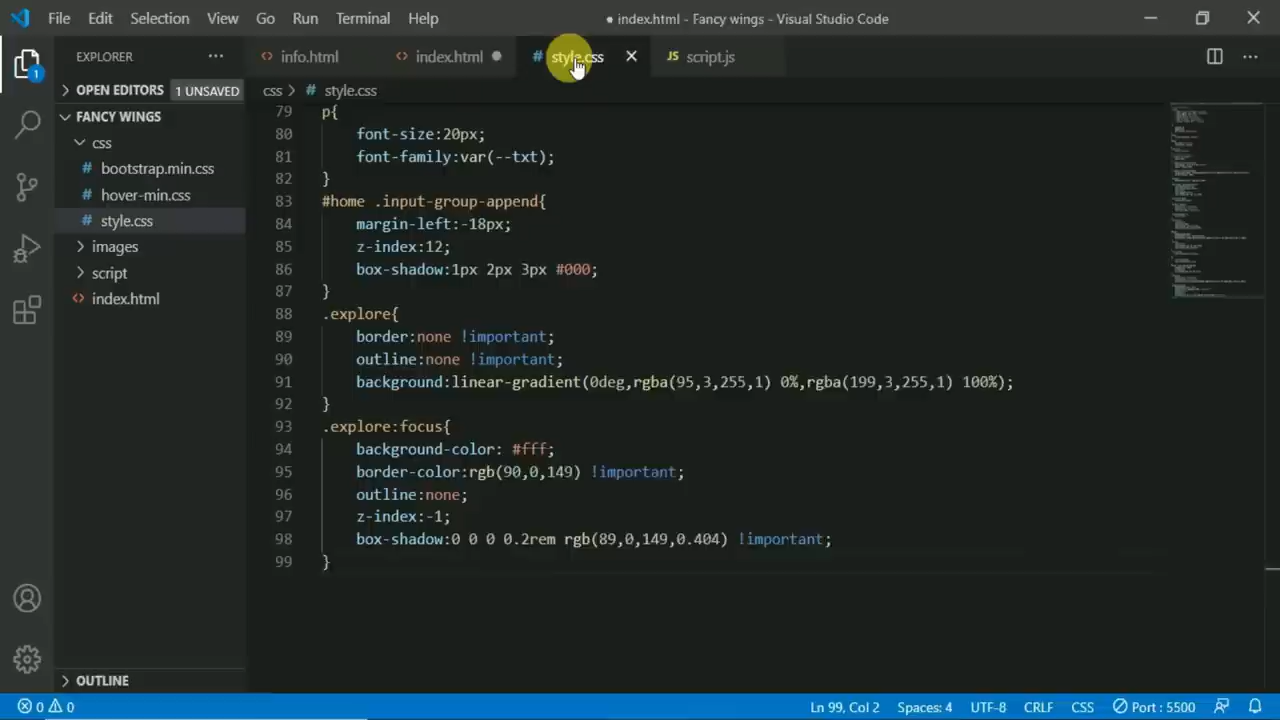 File Edit Selection View Go Run Terminal Help ● index.html - Fancy wings - Visual Studio Code
EXPLORER ··· <> info.html <> index.html ● # style.css × JS script.js ···
1
> OPEN EDITORS 1 UNSAVED
FANCY WINGS
css
# bootstrap.min.css
# hover-min.css
# style.css
> images
> script
<> index.html
> OUTLINE
css > # style.css
79 p{
80 font-size:20px;
81 font-family:var(--txt);
82 }
83 #home .input-group-append{
84 margin-left:-18px;
85 z-index:12;
86 box-shadow:1px 2px 3px #000;
87 }
88 .explore{
89 border:none !important;
90 outline:none !important;
91 background:linear-gradient(0deg,rgba(95,3,255,1) 0%,rgba(199,3,255,1) 100%);
92 }
93 .explore:focus{
94 background-color: #fff;
95 border-color:rgb(90,0,149) !important;
96 outline:none;
97 z-index:-1;
98 box-shadow:0 0 0 0.2rem rgb(89,0,149,0.404) !important;
99 }
0 0 Ln 99, Col 2 Spaces: 4 UTF-8 CRLF CSS Port : 5500